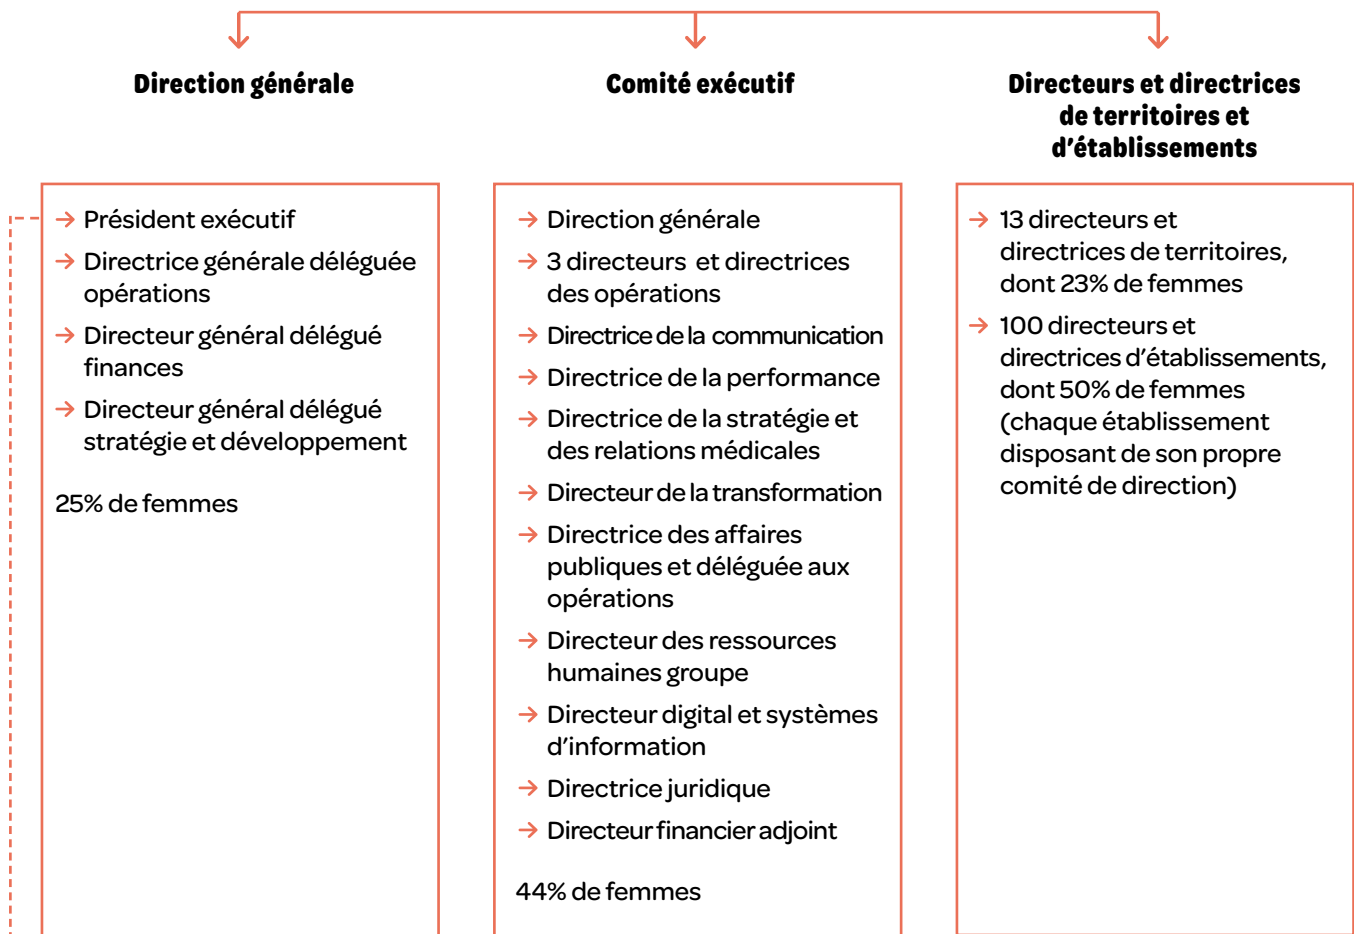 Direction générale
→ Président exécutif
→ Directrice générale déléguée
opérations
→ Directeur général délégué
finances
→ Directeur général délégué
stratégie et développement
25% de femmes
Comité exécutif
→ Direction générale
→ 3 directeurs et directrices
des opérations
→ Directrice de la communication
→ Directrice de la performance
→ Directrice de la stratégie et
des relations médicales
→ Directeur de la transformation
→ Directrice des affaires
publiques et déléguée aux
opérations
→ Directeur des ressources
humaines groupe
→ Directeur digital et systèmes
d'information
→ Directrice juridique
→ Directeur financier adjoint
44% de femmes
Directeurs et directrices
de territoires et
d'établissements
→ 13 directeurs et
directrices de territoires,
dont 23% de femmes
→ 100 directeurs et
directrices d'établissements,
dont 50% de femmes
(chaque établissement
disposant de son propre
comité de direction)